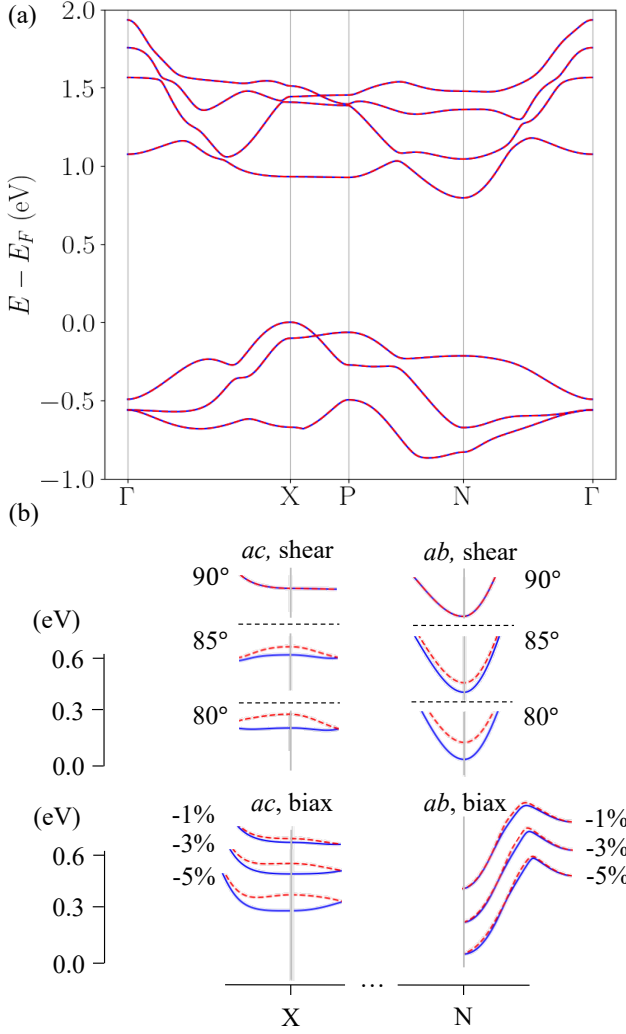 (a)
2.0
1.5
1.0
0.5
0.0
−0.5
−1.0
E − E_F (eV)
Γ X P N Γ
(b)
ac, shear ab, shear
90° 90°
(eV)
85° 85°
0.6
0.3
80° 80°
0.0
(eV)
ac, biax ab, biax
-1% -1%
-3% -3%
0.6
-5% -5%
0.3
0.0
...
X N